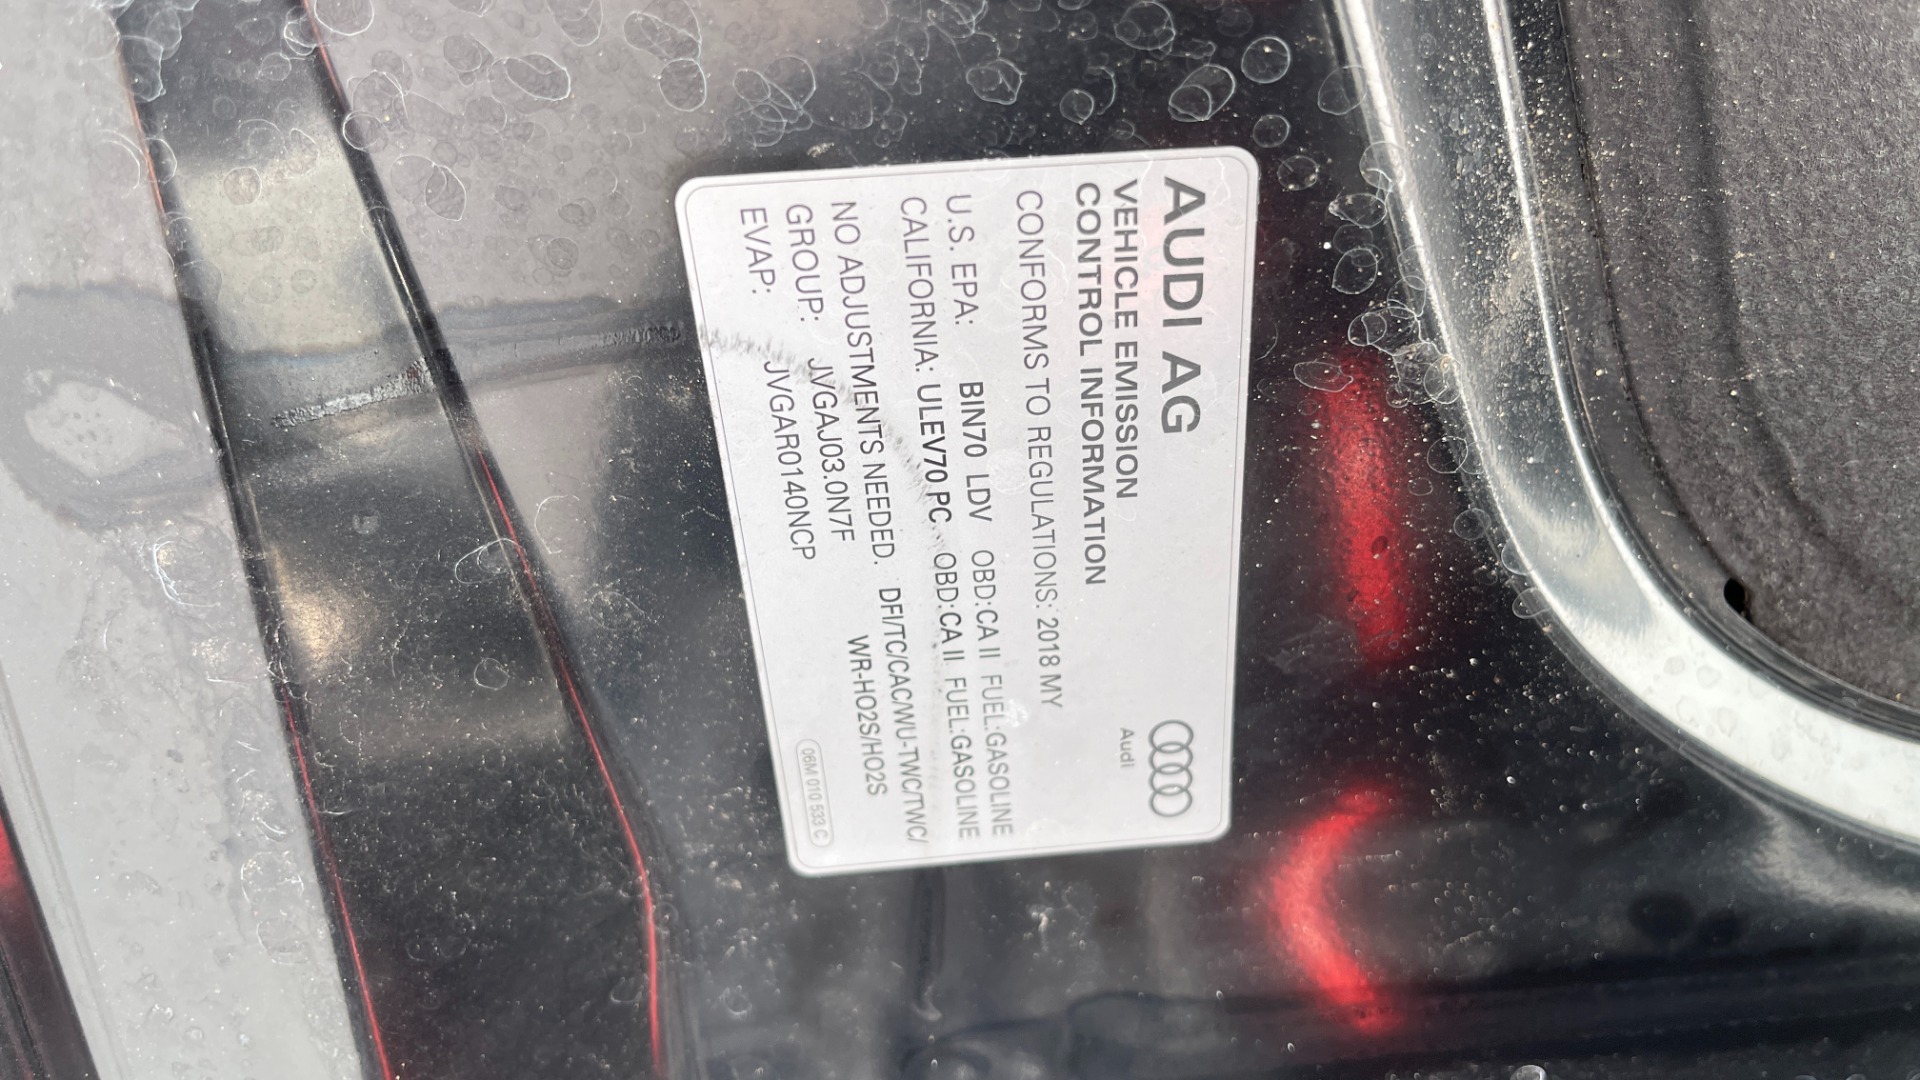 AUDI AG
VEHICLE EMISSION
CONTROL INFORMATION
Audi
CONFORMS TO REGULATIONS: 2018 MY
U.S. EPA: BIN70 LDV OBD:CA II FUEL:GASOLINE
CALIFORNIA: ULEV70 PC OBD:CA II FUEL:GASOLINE
NO ADJUSTMENTS NEEDED. DFI/TC/CAC/WU-TWC/TWC/
GROUP: JVGAJ03.0N7F WR-HO2S/HO2S
EVAP: JVGAR0140NCP
06M 010 533 C